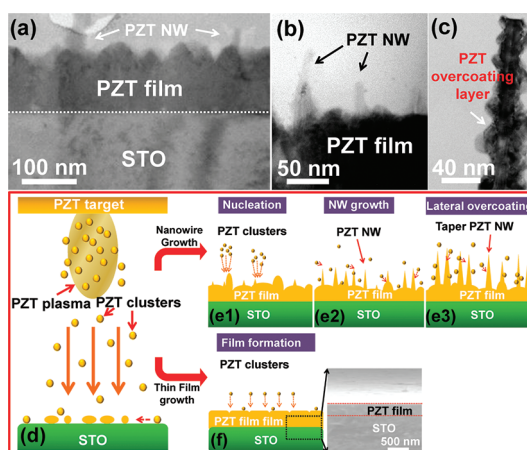 (a)
PZT NW
PZT film
STO
100 nm
(b)
PZT NW
PZT film
50 nm
(c)
PZT
overcoating
layer
40 nm
PZT target
PZT plasma
PZT clusters
(d)
STO
Nanowire
Growth
Thin Film
growth
Nucleation
PZT clusters
PZT film
STO
(e1)
NW growth
PZT NW
PZT film
STO
(e2)
Lateral overcoating
Taper PZT NW
PZT film
STO
(e3)
Film formation
PZT clusters
PZT film film
STO
(f)
PZT film
STO
500 nm